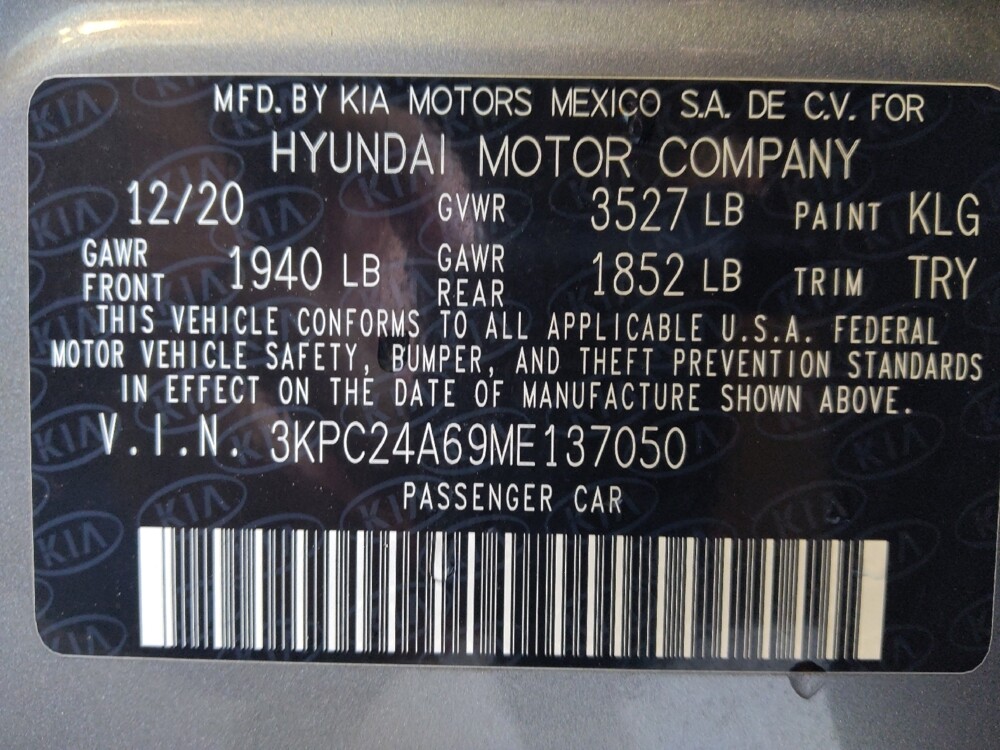 MFD. BY KIA MOTORS MEXICO S.A. DE C.V. FOR
HYUNDAI MOTOR COMPANY
12/20 GVWR 3527 LB PAINT KLG
GAWR FRONT 1940 LB GAWR REAR 1852 LB TRIM TRY
THIS VEHICLE CONFORMS TO ALL APPLICABLE U.S.A. FEDERAL
MOTOR VEHICLE SAFETY, BUMPER, AND THEFT PREVENTION STANDARDS
IN EFFECT ON THE DATE OF MANUFACTURE SHOWN ABOVE.
V.I.N. 3KPC24A69ME137050
PASSENGER CAR